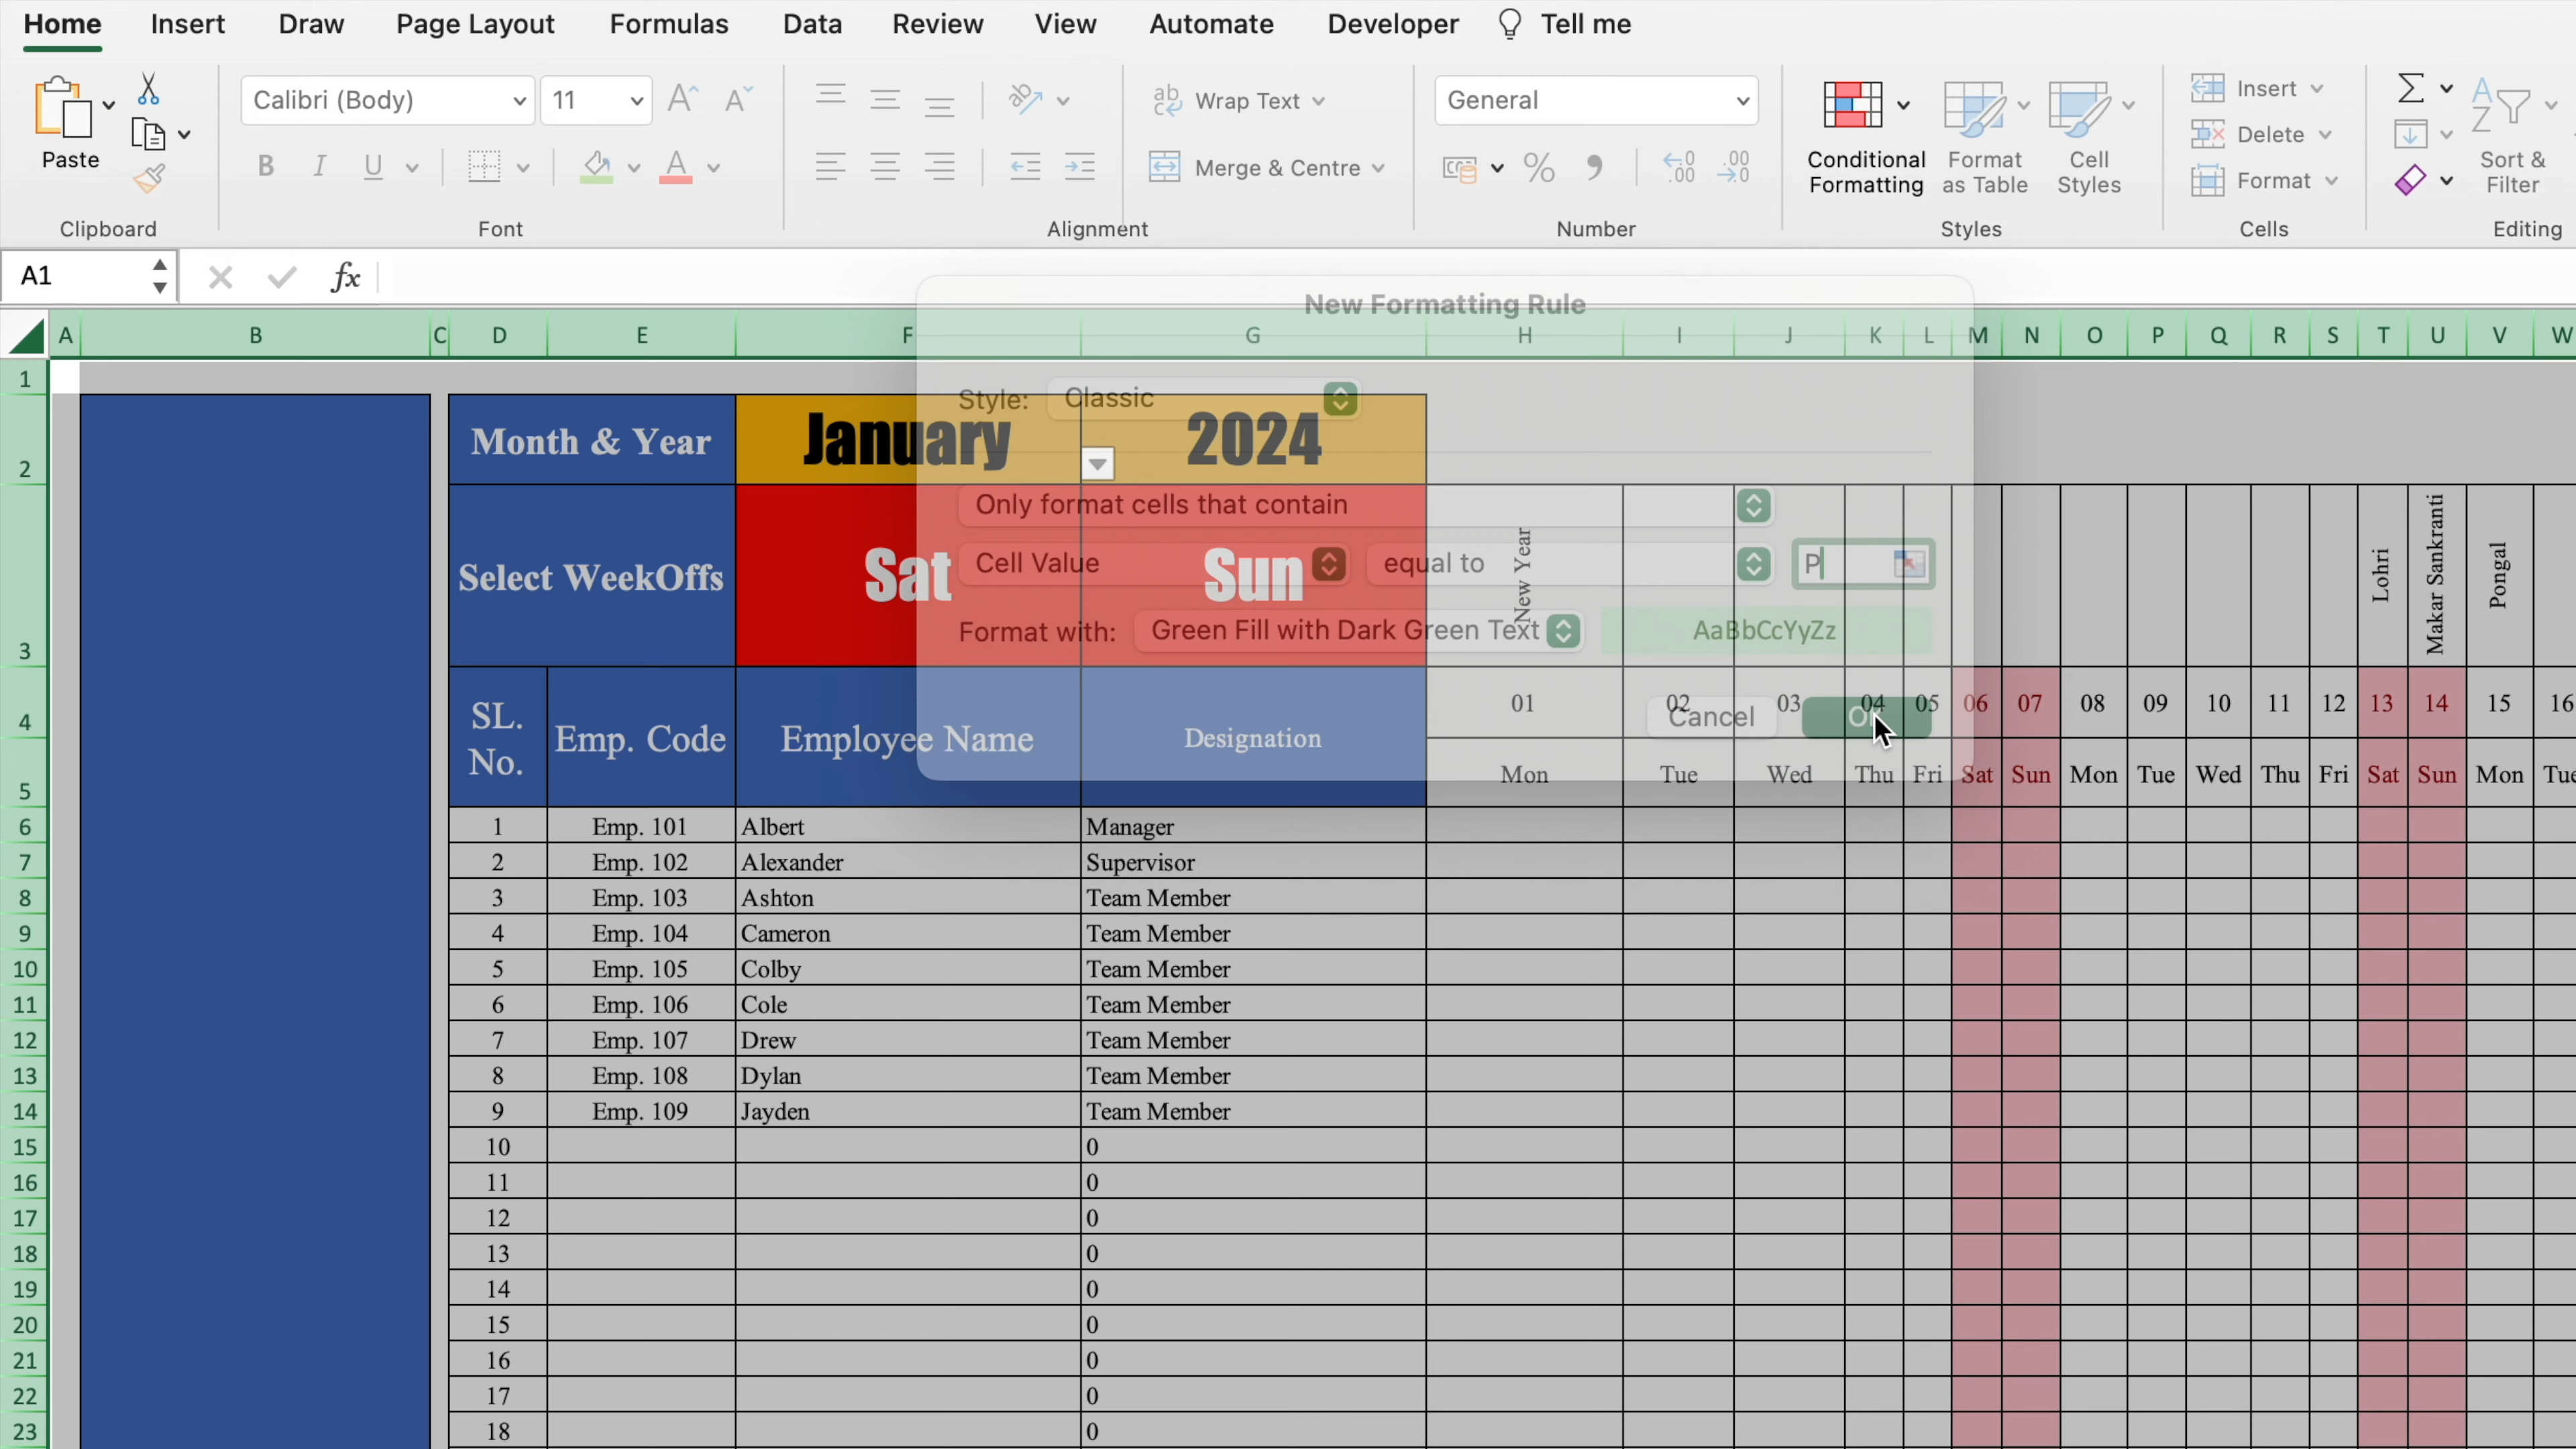 Home Insert Draw Page Layout Formulas Data Review View Automate Developer Tell me
Paste
Calibri (Body) 11
B I U A
Wrap Text
Merge & Centre
General
% .00 .00
Conditional Formatting
Format as Table
Cell Styles
Insert
Delete
Format
Sort & Filter
Clipboard Font Alignment Number Styles Cells Editing
A1 fx
New Formatting Rule
A B C D E F G H I J K L M N O P Q R S T U V W
Style: Classic
Only format cells that contain
Cell Value equal to P
Format with: Green Fill with Dark Green Text AaBbCcYyZz
Cancel
1
2 Month & Year January 2024
3 Select WeekOffs Sat Sun New Year Lohri Makar Sankranti Pongal
4 SL. No. Emp. Code Employee Name Designation 01 02 03 04 05 06 07 08 09 10 11 12 13 14 15 16
5 Mon Tue Wed Thu Fri Sat Sun Mon Tue Wed Thu Fri Sat Sun Mon Tue
6 1 Emp. 101 Albert Manager
7 2 Emp. 102 Alexander Supervisor
8 3 Emp. 103 Ashton Team Member
9 4 Emp. 104 Cameron Team Member
10 5 Emp. 105 Colby Team Member
11 6 Emp. 106 Cole Team Member
12 7 Emp. 107 Drew Team Member
13 8 Emp. 108 Dylan Team Member
14 9 Emp. 109 Jayden Team Member
15 10 0
16 11 0
17 12 0
18 13 0
19 14 0
20 15 0
21 16 0
22 17 0
23 18 0